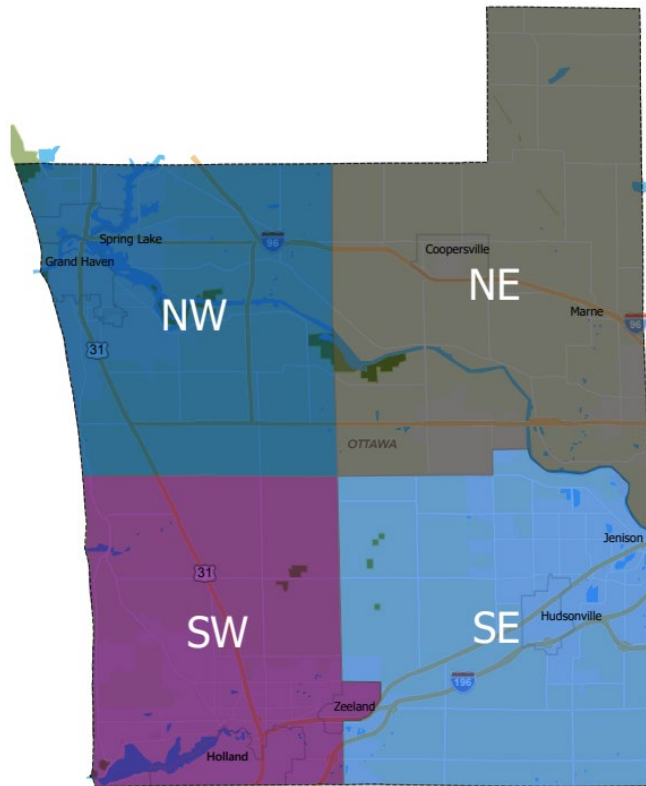 Spring Lake
96
Coopersville
Grand Haven
NW
NE
Marne
96
31
OTTAWA
Jenison
31
SW
SE
Hudsonville
196
Zeeland
Holland